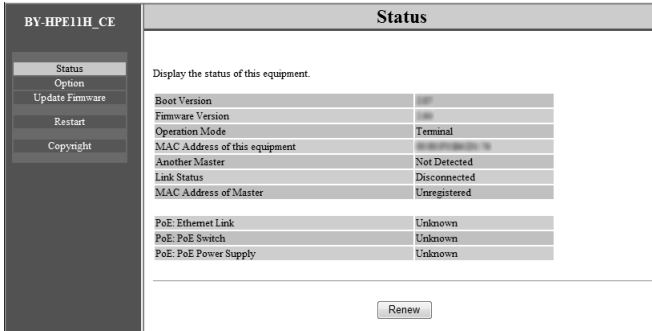 BY-HPE11H_CE
Status
Option
Update Firmware
Restart
Copyright
Status
Display the status of this equipment.
Boot Version
Firmware Version
Operation Mode Terminal
MAC Address of this equipment
Another Master Not Detected
Link Status Disconnected
MAC Address of Master Unregistered
PoE: Ethernet Link Unknown
PoE: PoE Switch Unknown
PoE: PoE Power Supply Unknown
Renew